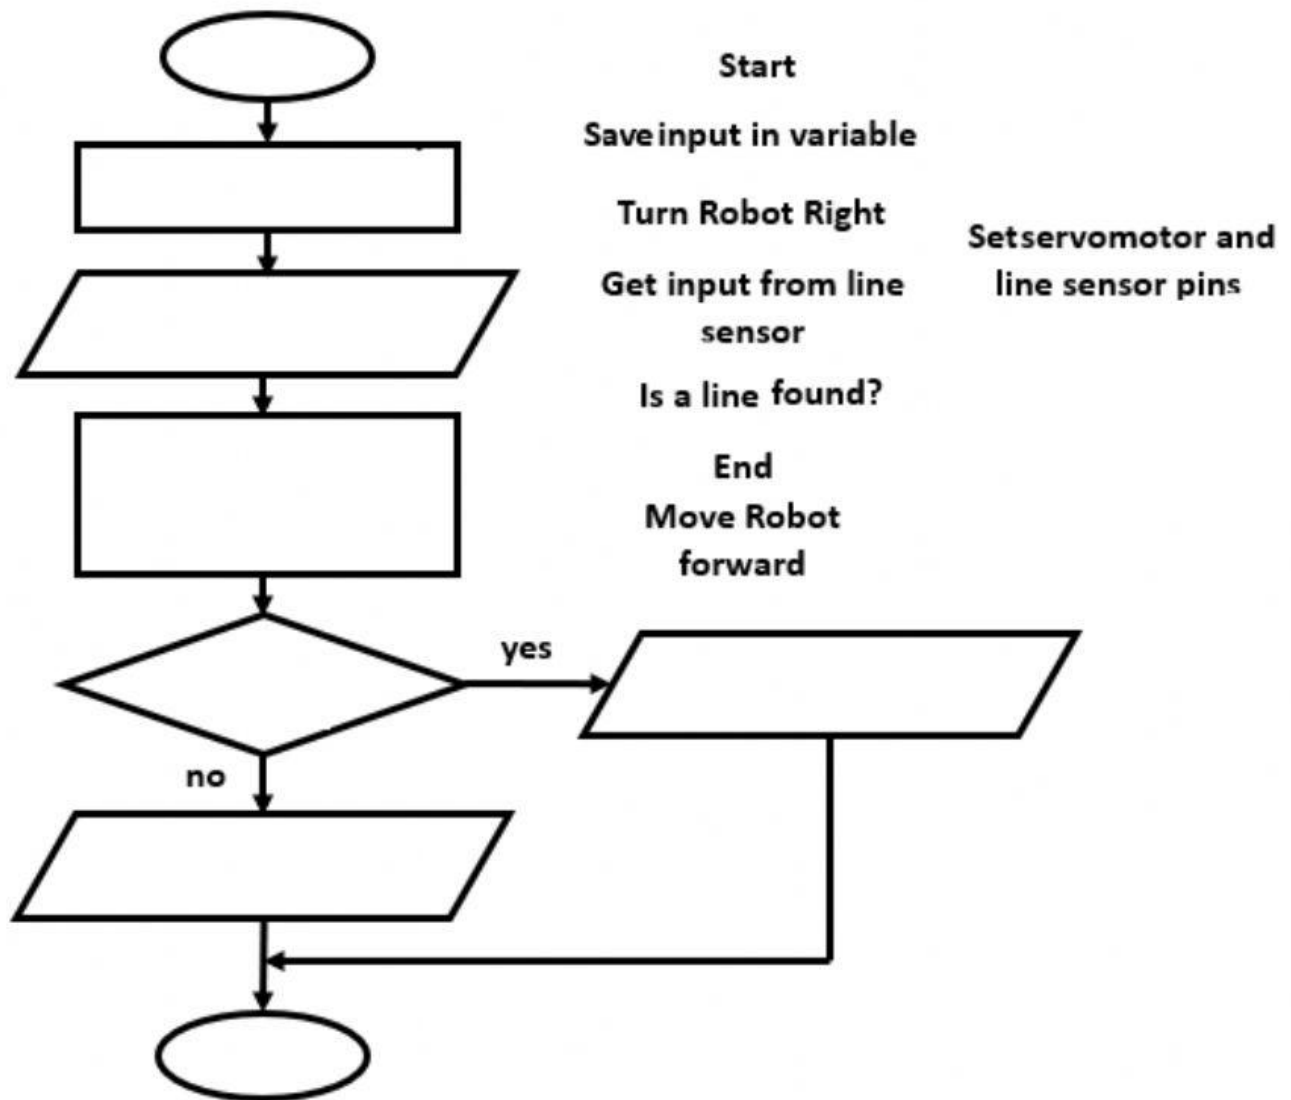 Start
Saveinput in variable
Turn Robot Right
Setservomotor and
line sensor pins
Get input from line
sensor
Is a line found?
End
Move Robot
forward
yes
no